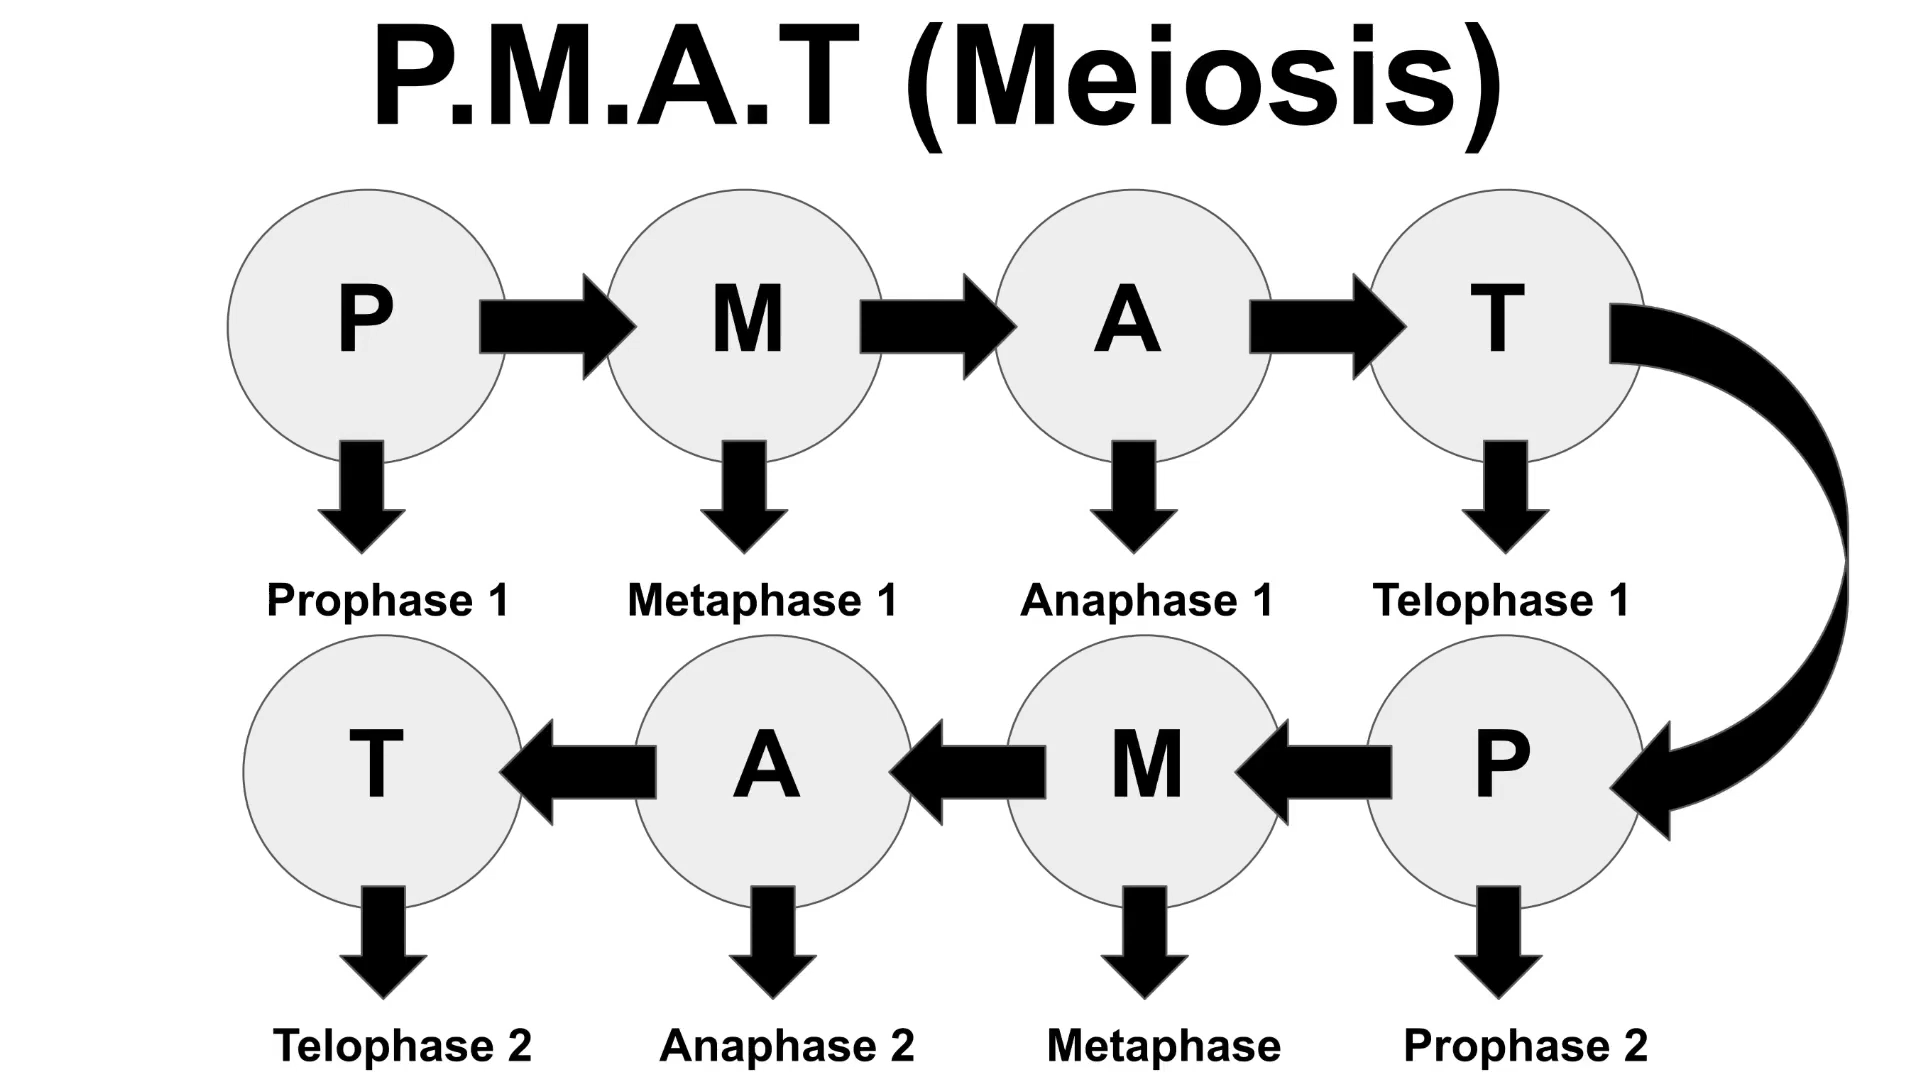 P.M.A.T (Meiosis)
P M A T
Prophase 1 Metaphase 1 Anaphase 1 Telophase 1
T A M P
Telophase 2 Anaphase 2 Metaphase Prophase 2